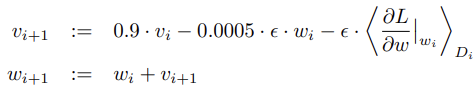 v_{i+1} := 0.9 · v_i − 0.0005 · ϵ · w_i − ϵ · ⟨ ∂L/∂w |_{w_i} ⟩_{D_i}
w_{i+1} := w_i + v_{i+1}